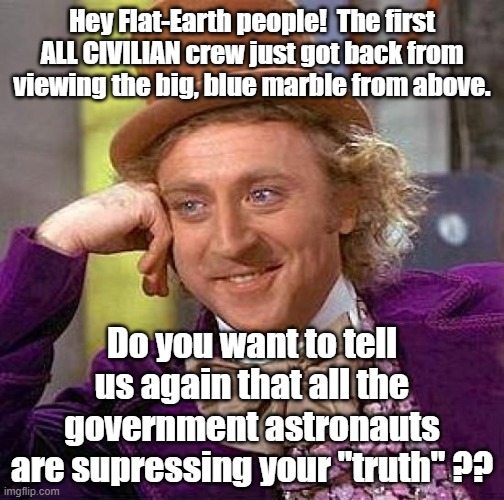 Hey Flat-Earth people!  The first
ALL CIVILIAN crew just got back from
viewing the big, blue marble from above.
Do you want to tell
us again that all the
government astronauts
are supressing your "truth" ??
imgflip.com